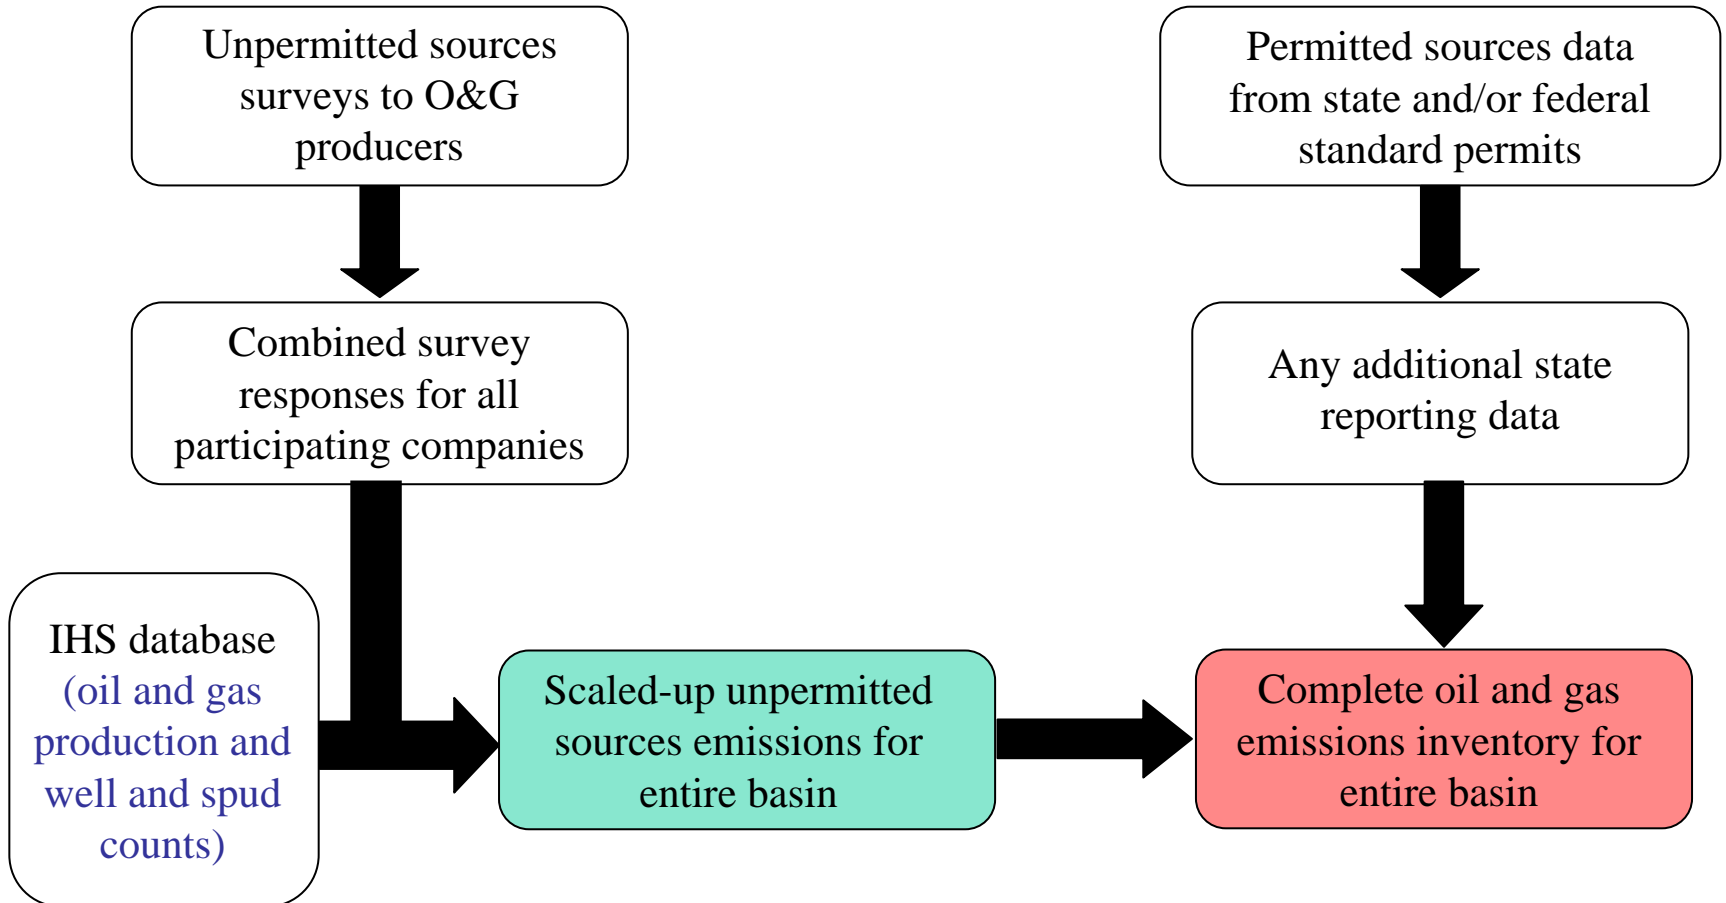 Unpermitted sources
surveys to O&G
producers
Permitted sources data
from state and/or federal
standard permits
Combined survey
responses for all
participating companies
Any additional state
reporting data
IHS database
(oil and gas
production and
well and spud
counts)
Scaled-up unpermitted
sources emissions for
entire basin
Complete oil and gas
emissions inventory for
entire basin